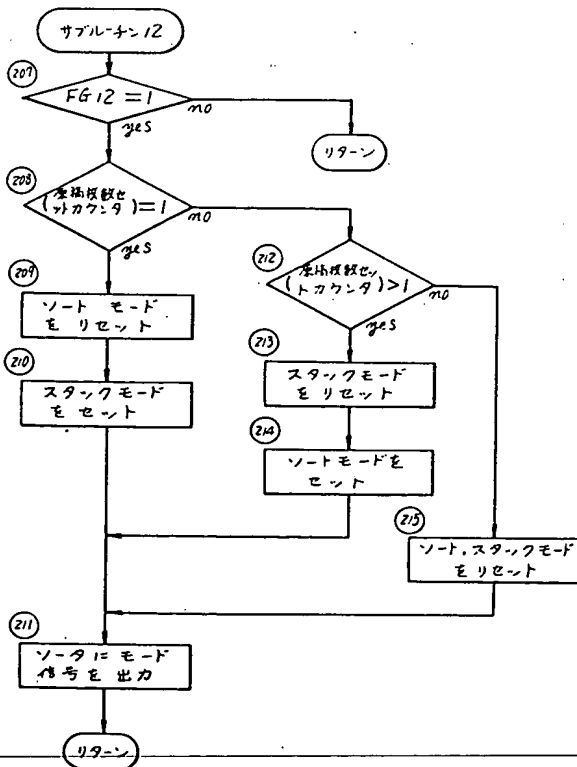 サブルーチン12
207
FG12=1
no
yes
リターン
208
(原稿枚数セ
ットカウンタ)=1
no
yes
212
(原稿枚数セッ
トカウンタ)>1
no
yes
209
ソート モード
を リセット
213
スタックモード
を リセット
210
スタックモード
を セット
214
ソートモードを
セット
215
ソート,スタックモード
を リセット
211
ソータに モード
信号を 出力
リターン